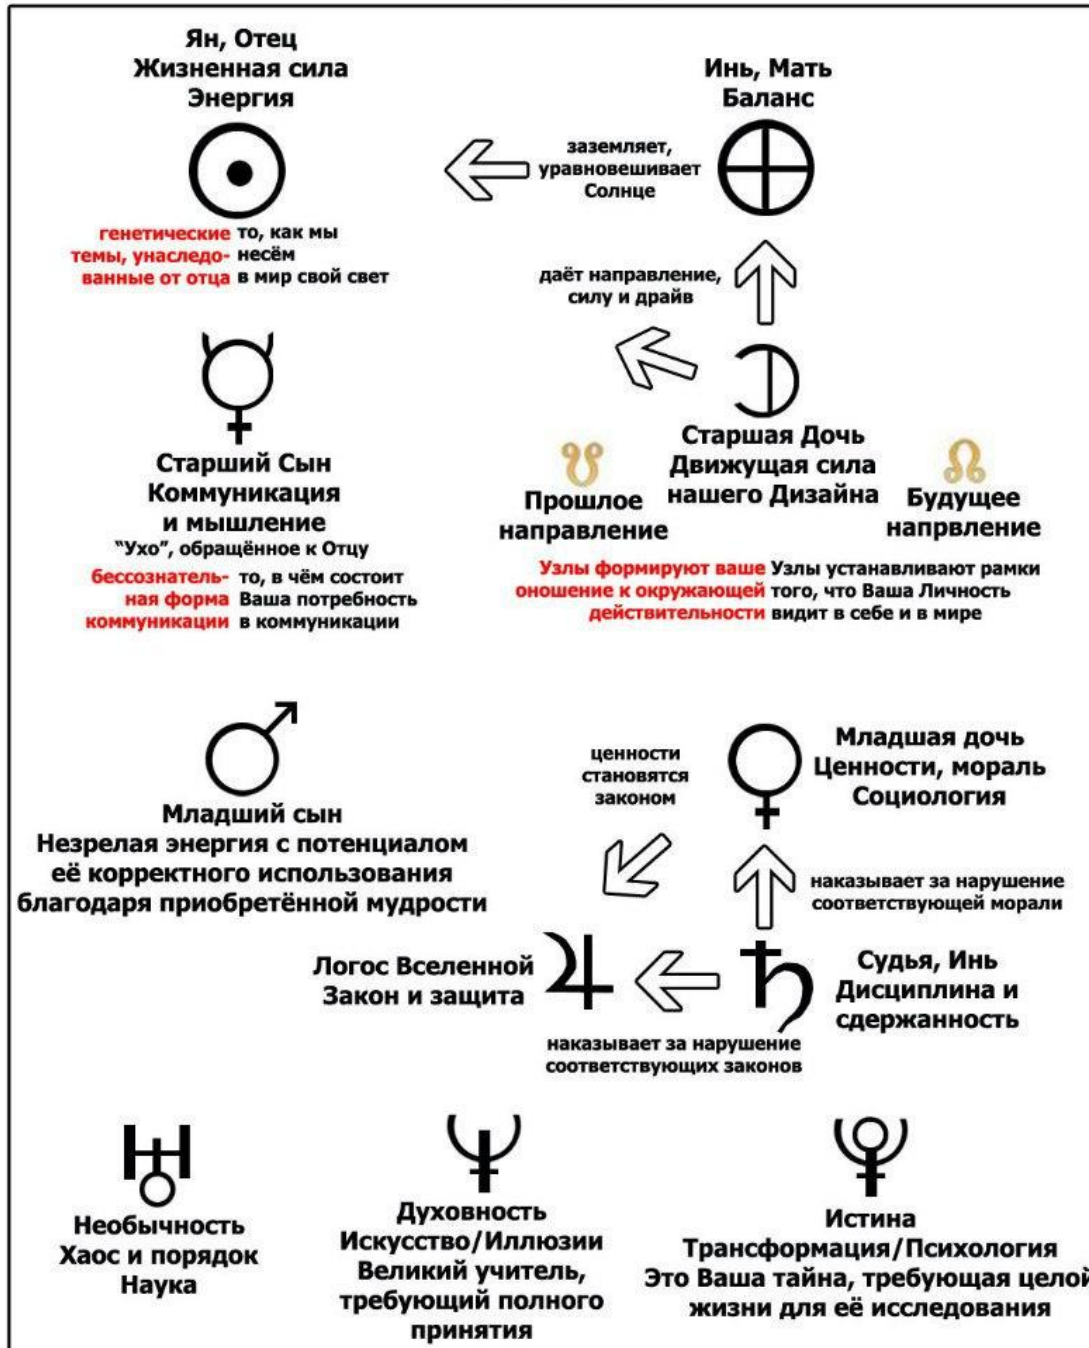 Ян, Отец
Жизненная сила
Энергия
Инь, Мать
Баланс
заземляет,
уравновешивает
Солнце
генетические то, как мы
темы, унаследо- несём
ванные от отца в мир свой свет
даёт направление,
силу и драйв
Старший Сын
Коммуникация
и мышление
"Ухо", обращённое к Отцу
бессознатель- то, в чём состоит
ная форма Ваша потребность
коммуникации в коммуникации
Старшая Дочь
Движущая сила
нашего Дизайна
Прошлое
направление
Будущее
напрвление
Узлы формируют ваше Узлы устанавливают рамки
оношение к окружающей того, что Ваша Личность
действительности видит в себе и в мире
Младший сын
Незрелая энергия с потенциалом
её корректного использования
благодаря приобретённой мудрости
ценности
становятся
законом
Младшая дочь
Ценности, мораль
Социология
наказывает за нарушение
соответствующей морали
Логос Вселенной
Закон и защита
Судья, Инь
Дисциплина и
сдержанность
наказывает за нарушение
соответствующих законов
Необычность
Хаос и порядок
Наука
Духовность
Искусство/Иллюзии
Великий учитель,
требующий полного
принятия
Истина
Трансформация/Психология
Это Ваша тайна, требующая целой
жизни для её исследования